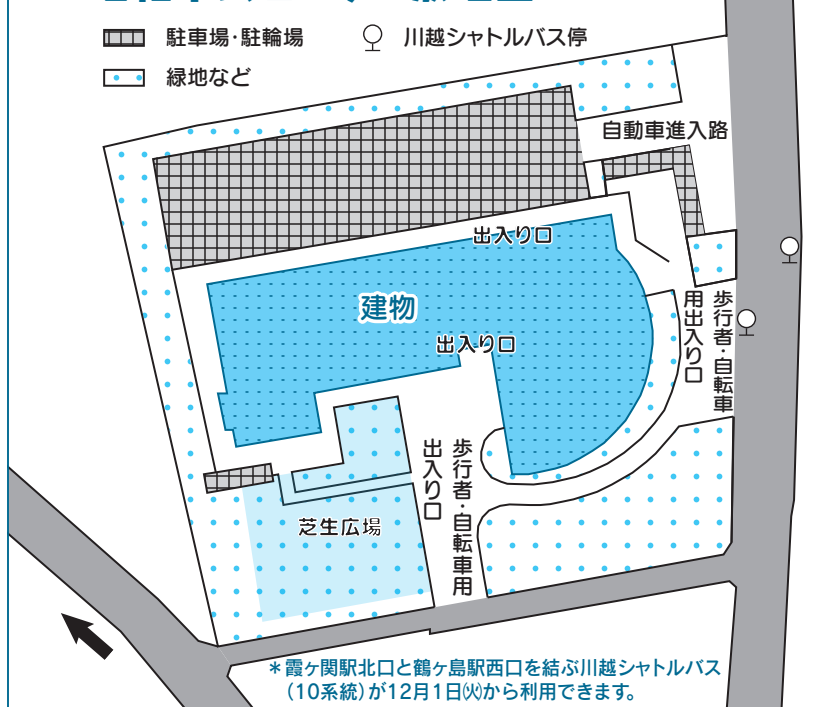 駐車場・駐輪場
川越シャトルバス停
緑地など
自動車進入路
出入り口
建物
出入り口
歩行者・自転車
用出入り口
歩行者・自転車用
出入り口
芝生広場
＊霞ヶ関駅北口と鶴ヶ島駅西口を結ぶ川越シャトルバス
（10系統）が12月1日㈫から利用できます。